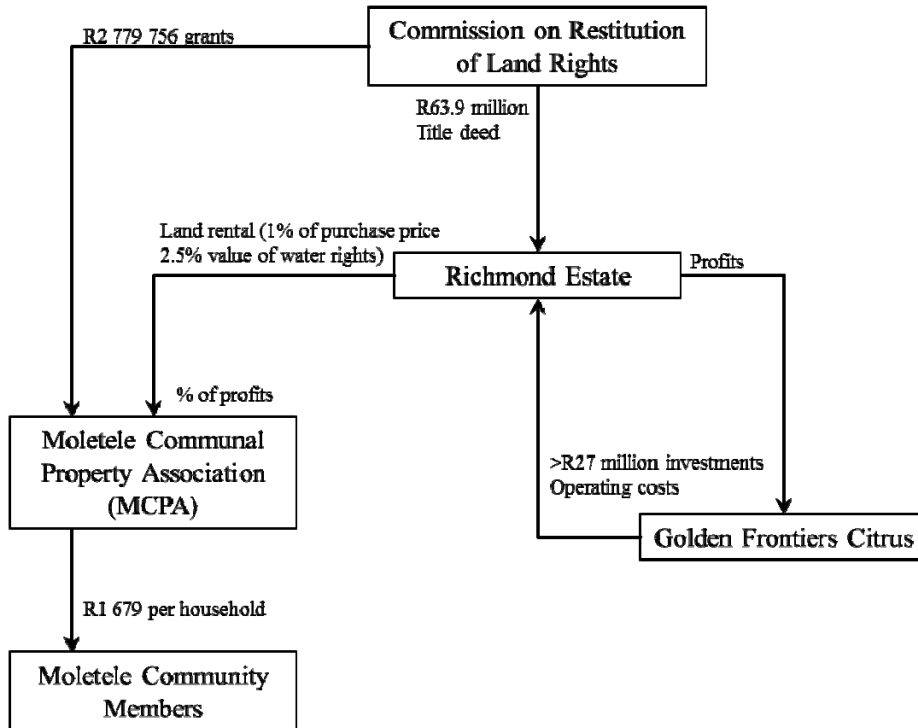 R2 779 756 grants
Commission on Restitution
of Land Rights
R63.9 million
Title deed
Land rental (1% of purchase price
2.5% value of water rights)
Richmond Estate
Profits
% of profits
Moletele Communal
Property Association
(MCPA)
>R27 million investments
Operating costs
Golden Frontiers Citrus
R1 679 per household
Moletele Community
Members